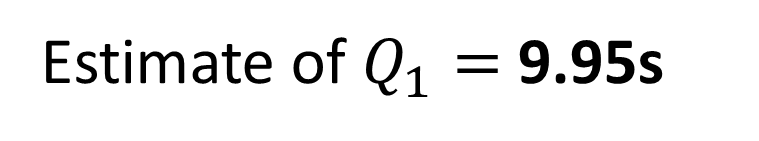 Estimate of Q₁ = 9.95s